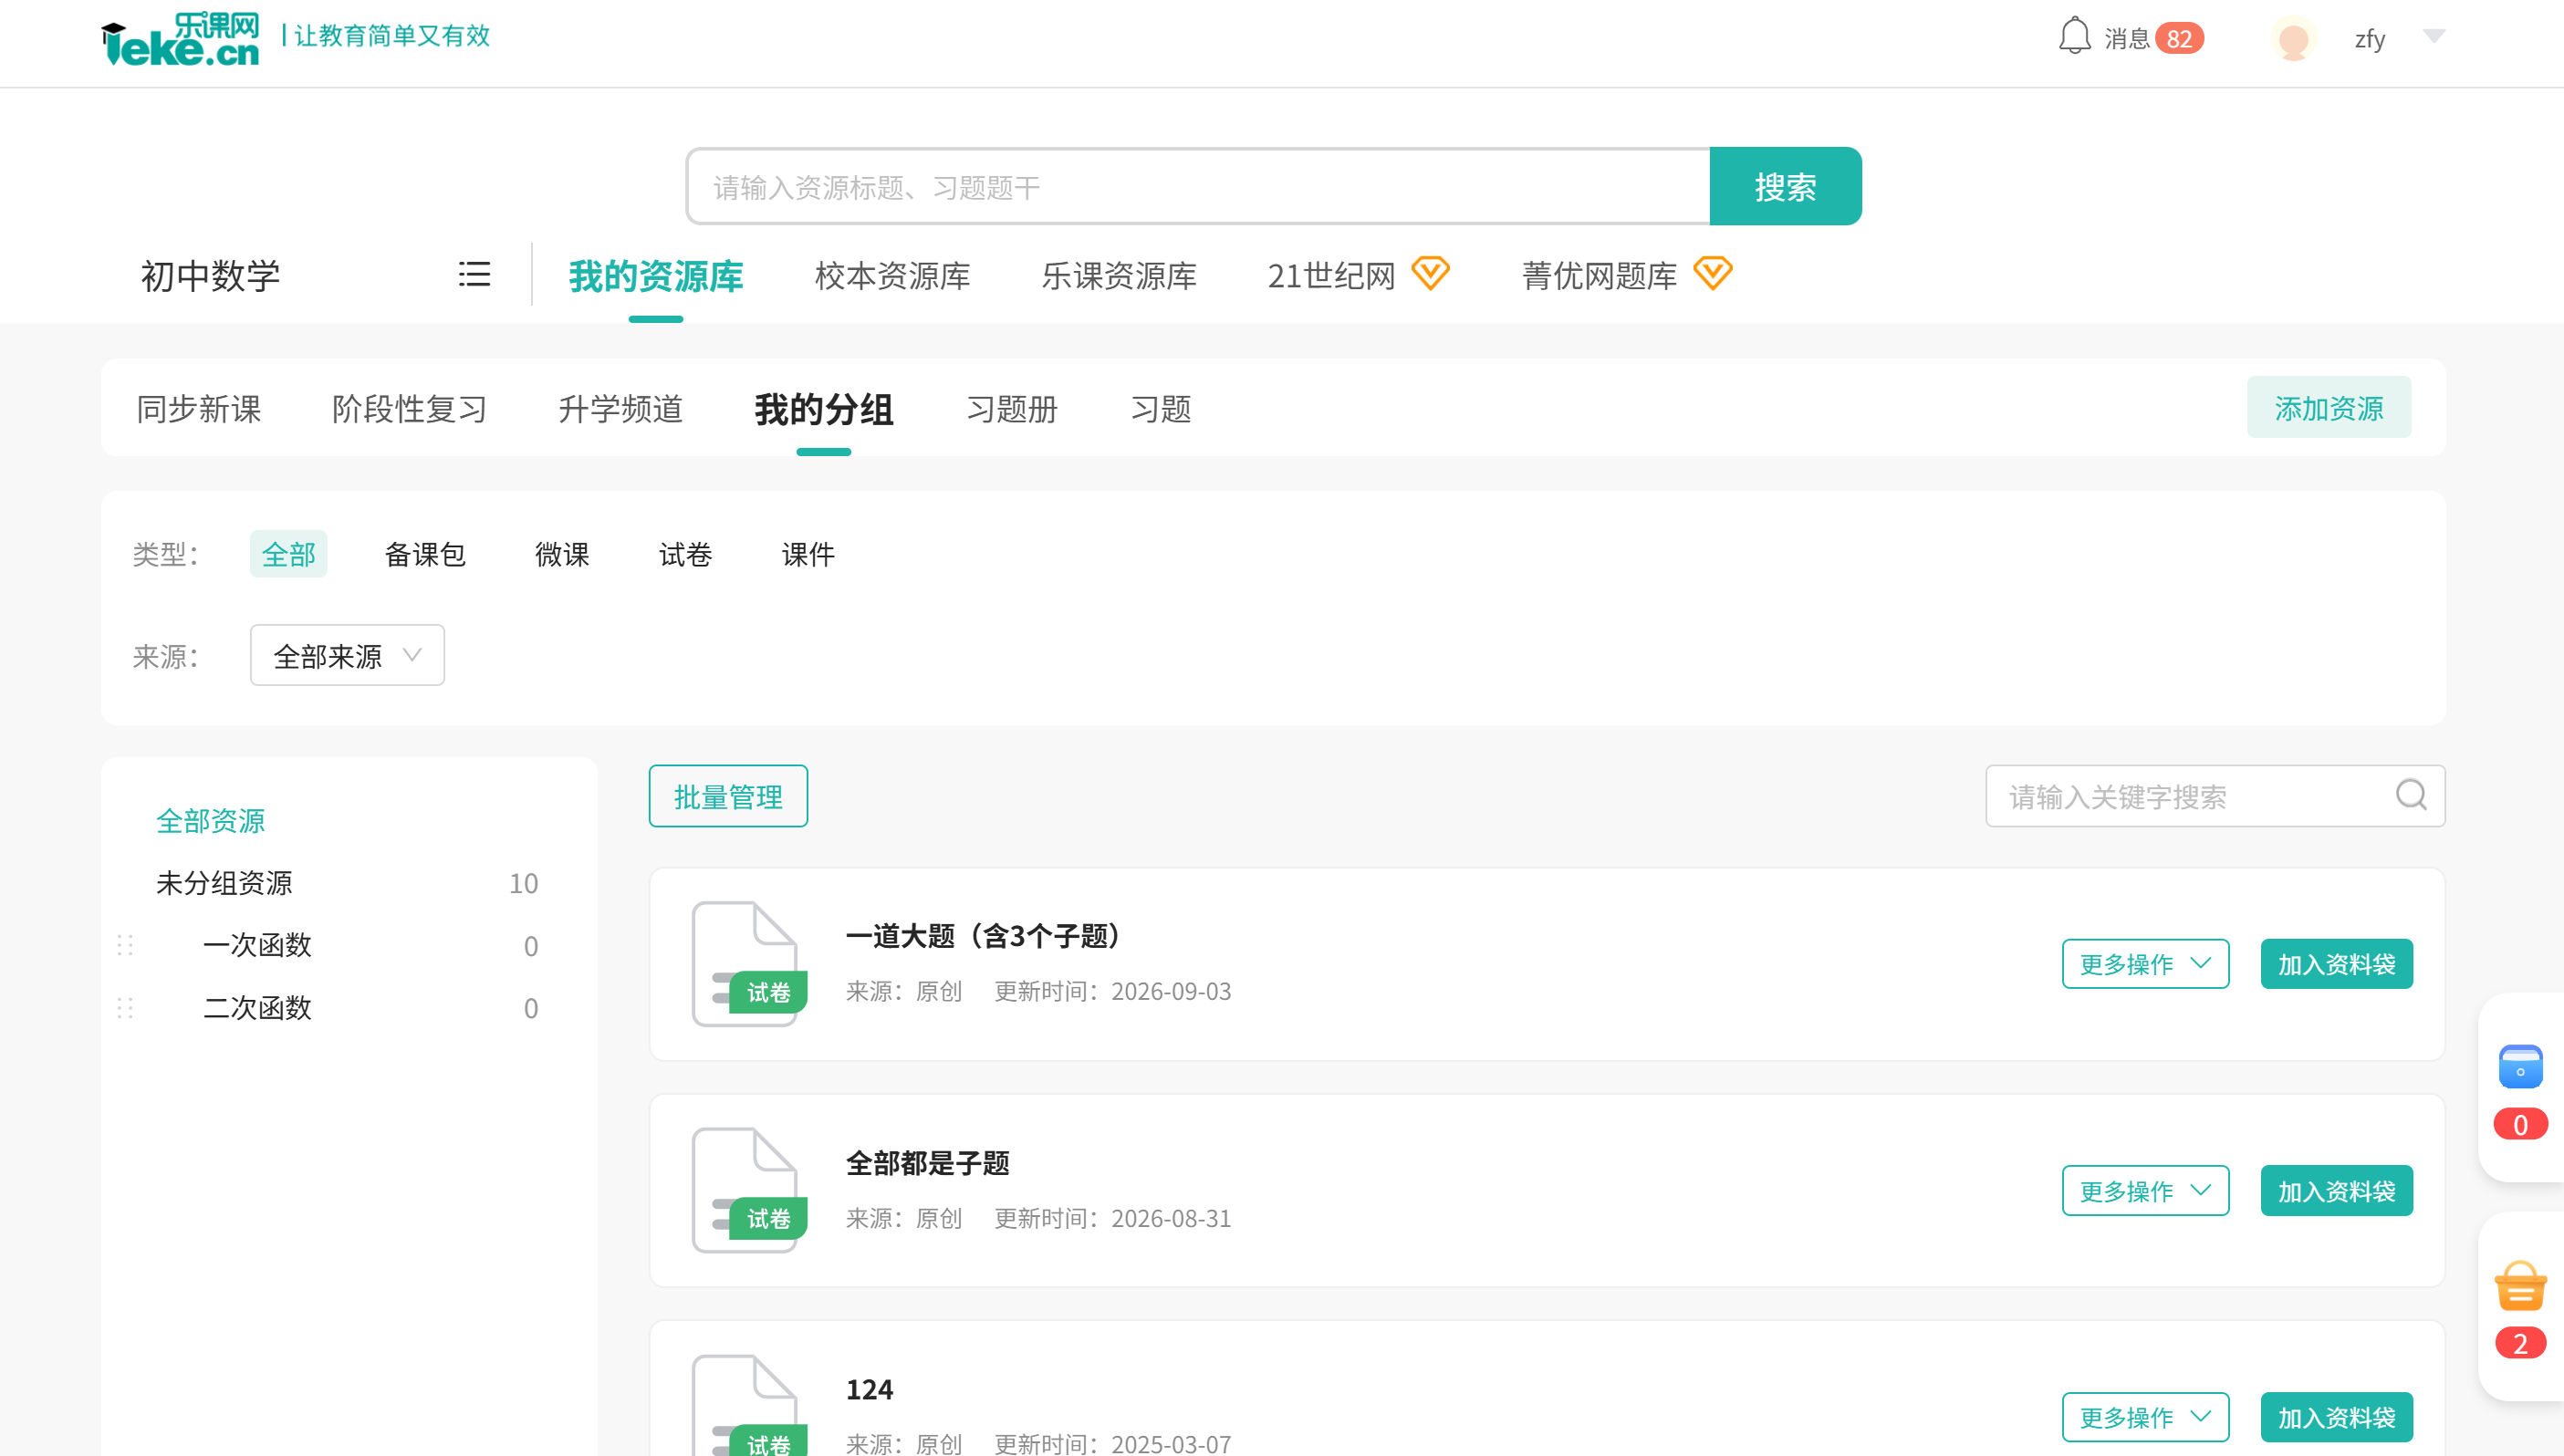 乐课网
leke.cn
让教育简单又有效
消息 82
zfy
请输入资源标题、习题题干
搜索
初中数学
我的资源库 校本资源库 乐课资源库 21世纪网 菁优网题库
同步新课 阶段性复习 升学频道 我的分组 习题册 习题
添加资源
类型： 全部 备课包 微课 试卷 课件
来源： 全部来源
全部资源
未分组资源 10
一次函数 0
二次函数 0
批量管理
请输入关键字搜索
一道大题（含3个子题）
试卷
来源：原创 更新时间：2026-09-03
更多操作 加入资料袋
全部都是子题
试卷
来源：原创 更新时间：2026-08-31
更多操作 加入资料袋
124
试卷
来源：原创 更新时间：2025-03-07
更多操作 加入资料袋
0
2